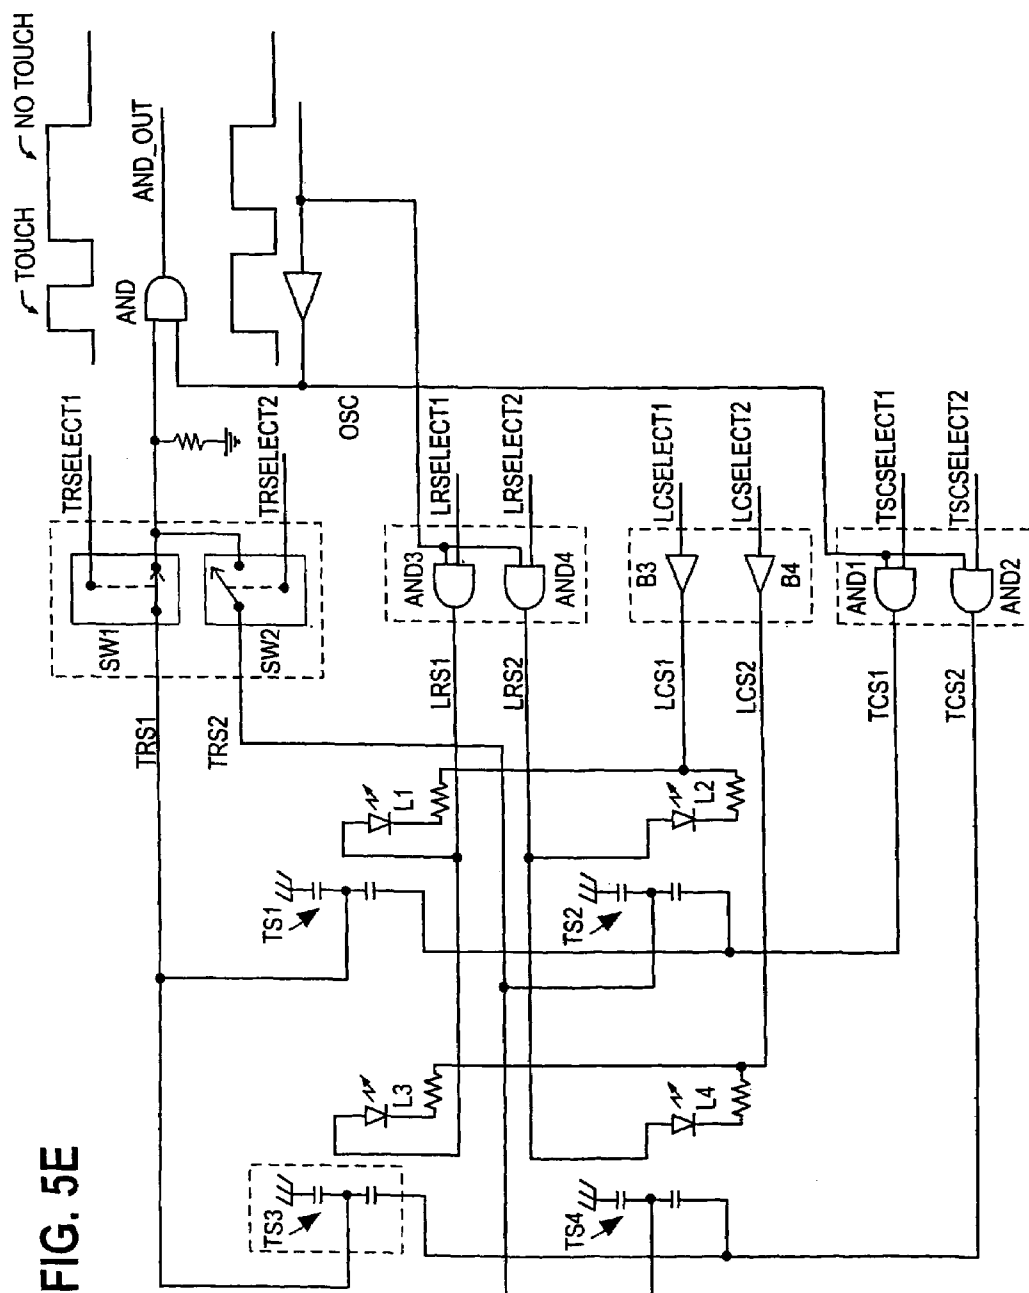 FIG. 5E
TOUCH
NO TOUCH
AND
AND_OUT
TRSELECT1
TRSELECT2
OSC
SW1
SW2
TRS1
TRS2
LRSELECT1
LRSELECT2
AND3
AND4
LRS1
LRS2
LCSELECT1
LCSELECT2
B3
B4
LCS1
LCS2
TSCSELECT1
TSCSELECT2
AND1
AND2
TCS1
TCS2
L1
L2
TS1
TS2
L3
L4
TS3
TS4